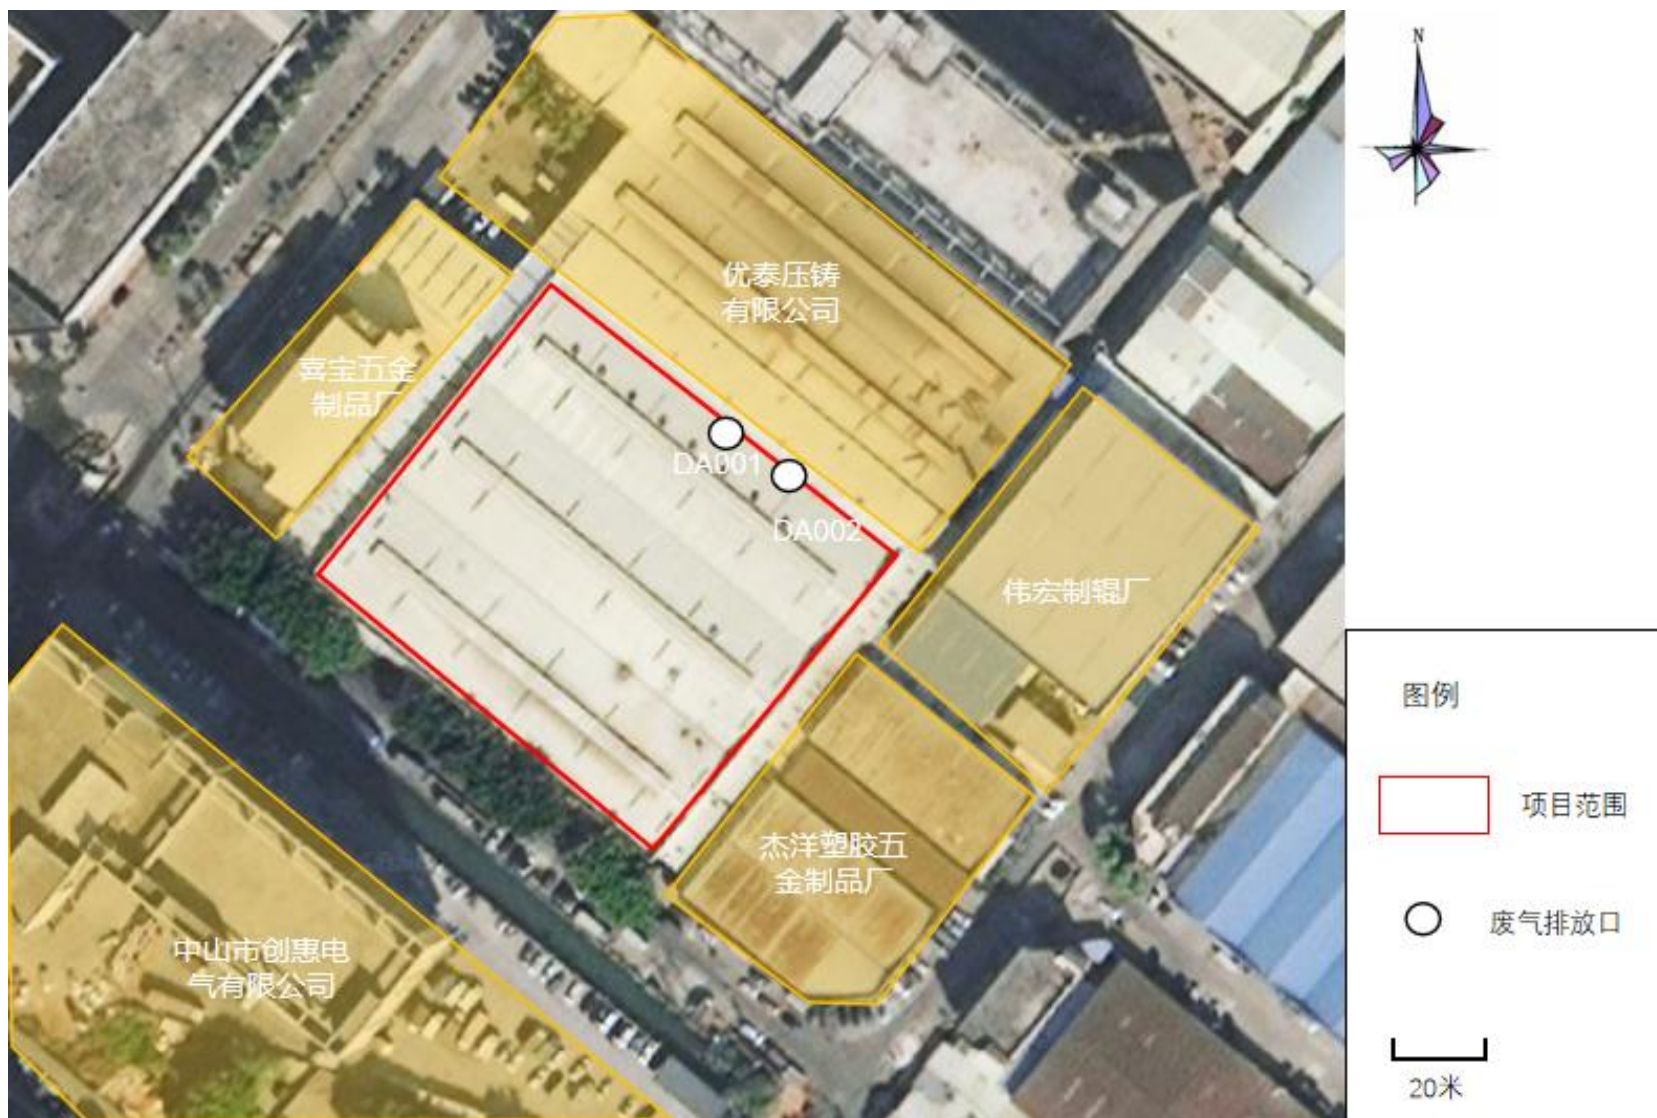 N
优泰压铸
有限公司
喜宝五金
制品厂
DA001
DA002
伟宏制辊厂
杰洋塑胶五
金制品厂
中山市创惠电
气有限公司
图例
项目范围
废气排放口
20米